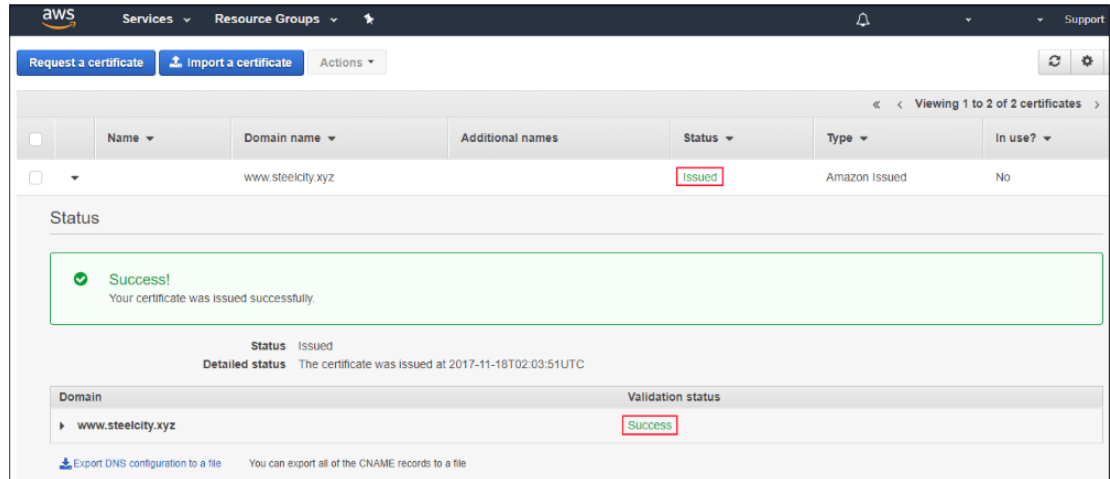 aws Services Resource Groups Support
Request a certificate Import a certificate Actions
« < Viewing 1 to 2 of 2 certificates >
Name Domain name Additional names Status Type In use?
www.steelcity.xyz Issued Amazon Issued No
Status
Success!
Your certificate was issued successfully.
Status Issued
Detailed status The certificate was issued at 2017-11-18T02:03:51UTC
Domain Validation status
www.steelcity.xyz Success
Export DNS configuration to a file You can export all of the CNAME records to a file